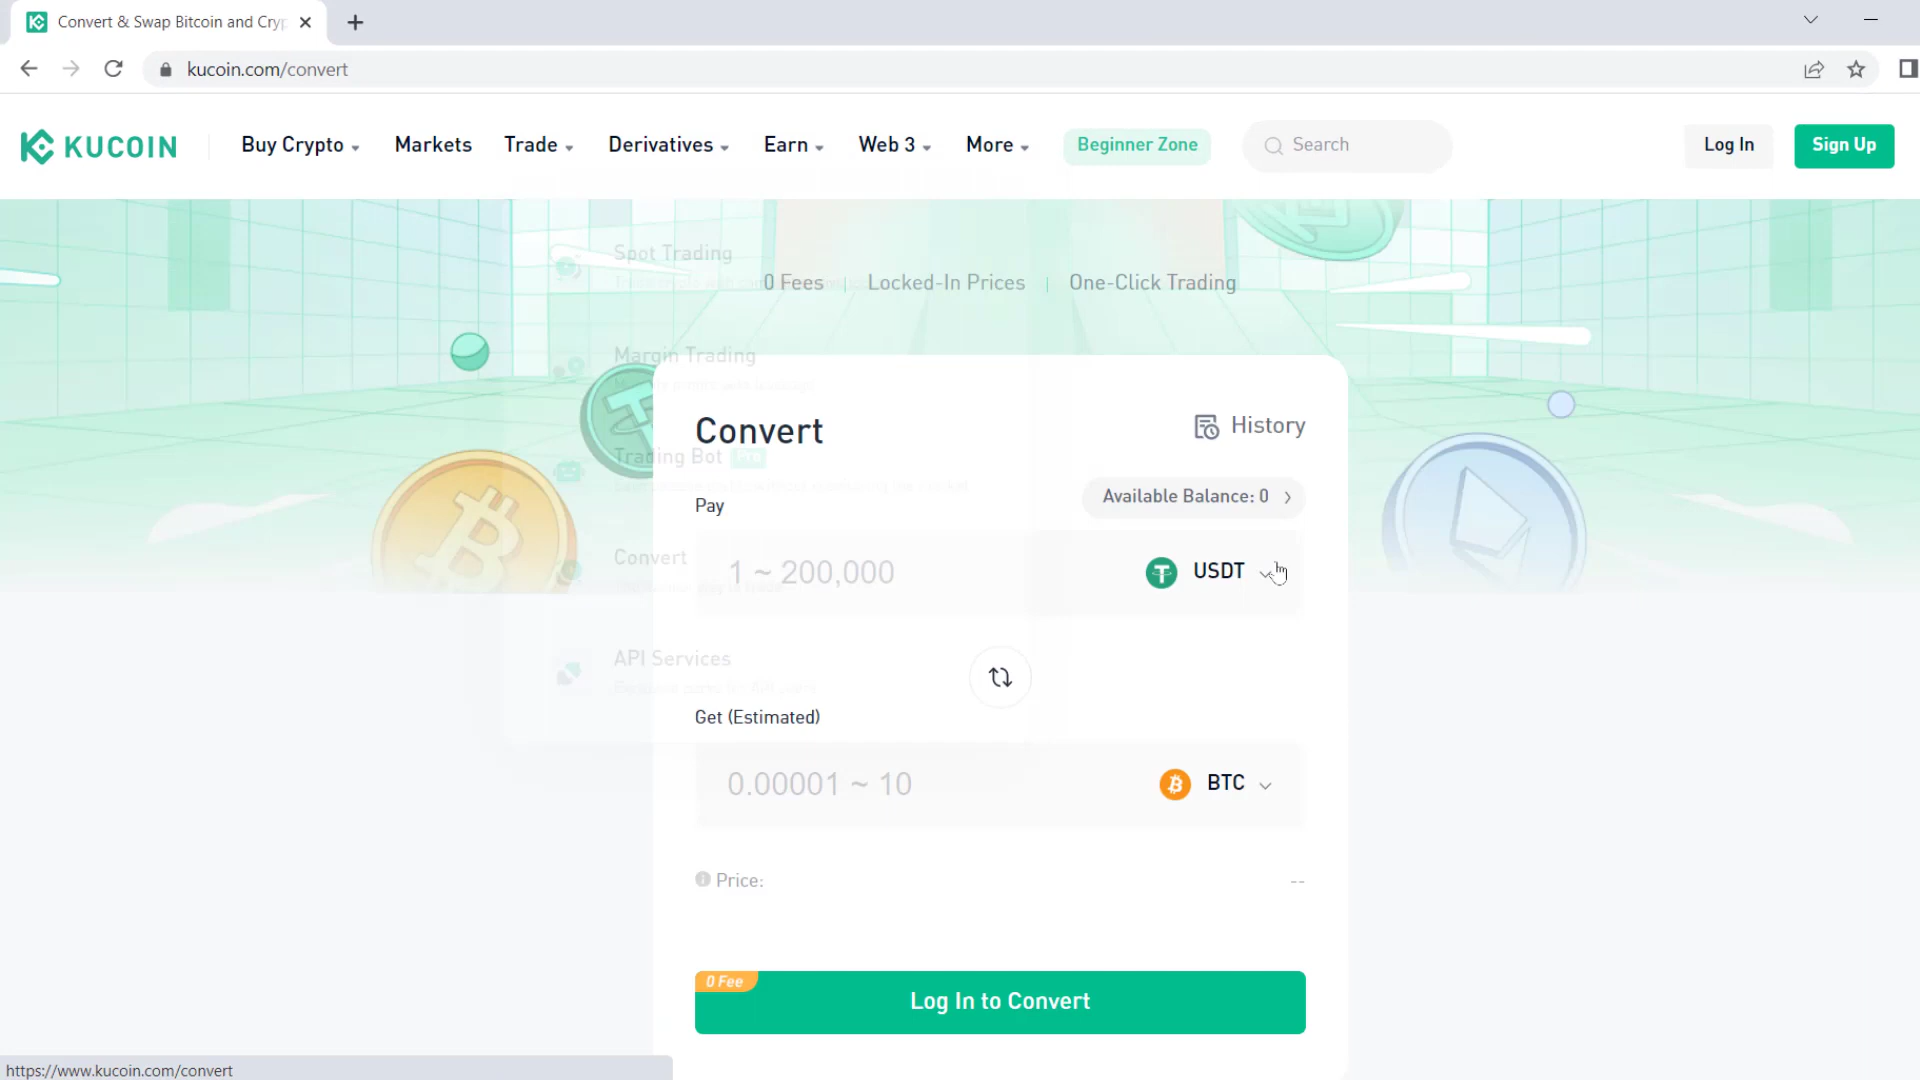 Convert & Swap Bitcoin and Cryp
kucoin.com/convert
KUCOIN
Buy Crypto
Markets
Trade
Derivatives
Earn
Web 3
More
Beginner Zone
Search
Log In
Sign Up
Spot Trading
0 Fees
Locked-In Prices
One-Click Trading
Margin Trading
Convert
History
Trading Bot Pro
Pay
Available Balance: 0
Convert
1 ~ 200,000
USDT
API Services
Get (Estimated)
0.00001 ~ 10
BTC
Price:
--
0 Fee
Log In to Convert
https://www.kucoin.com/convert